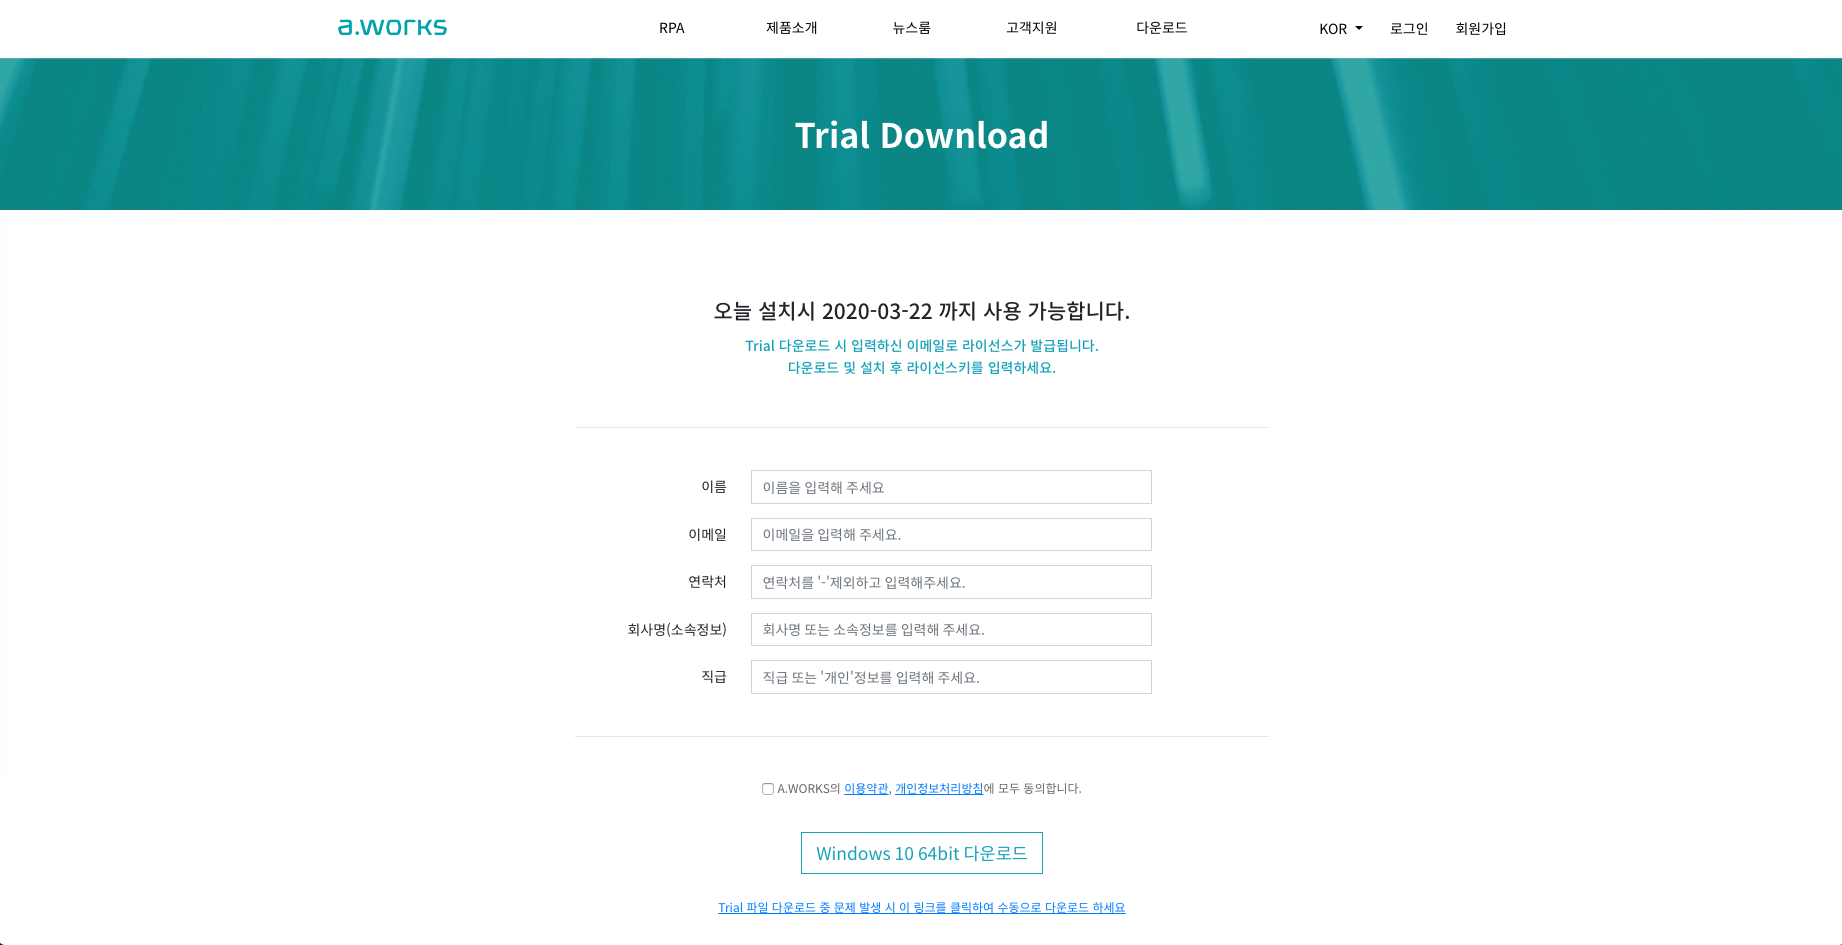 a.works
RPA
제품소개
뉴스룸
고객지원
다운로드
KOR
로그인
회원가입
Trial Download
오늘 설치시 2020-03-22 까지 사용 가능합니다.
Trial 다운로드 시 입력하신 이메일로 라이선스가 발급됩니다.
다운로드 및 설치 후 라이선스키를 입력하세요.
이름
이름을 입력해 주세요
이메일
이메일을 입력해 주세요.
연락처
연락처를 '-'제외하고 입력해주세요.
회사명(소속정보)
회사명 또는 소속정보를 입력해 주세요.
직급
직급 또는 '개인'정보를 입력해 주세요.
A.WORKS의 이용약관, 개인정보처리방침에 모두 동의합니다.
Windows 10 64bit 다운로드
Trial 파일 다운로드 중 문제 발생 시 이 링크를 클릭하여 수동으로 다운로드 하세요